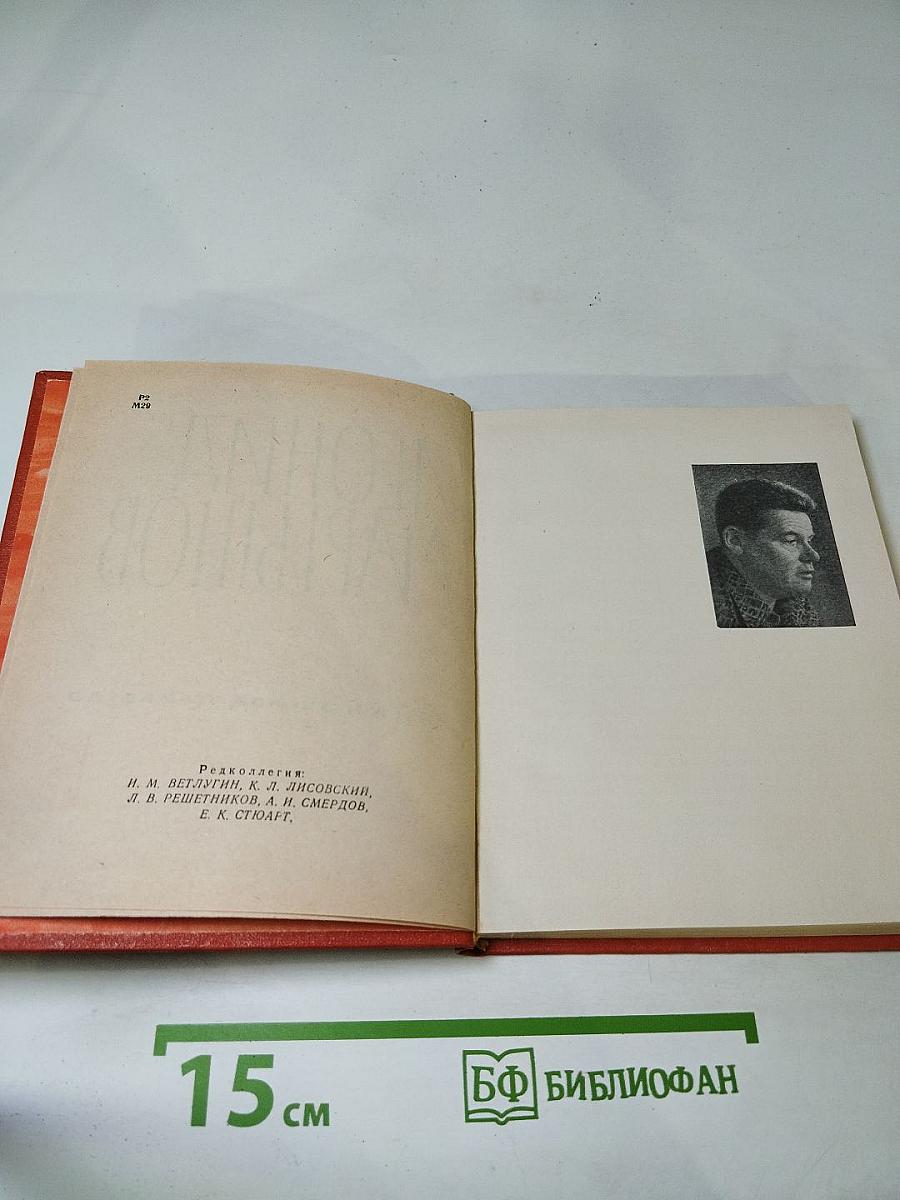 Р2
М29
Редколлегия:
И. М. ВЕТЛУГИН, К. Л. ЛИСОВСКИЙ,
Л. В. РЕШЕТНИКОВ, А. И. СМЕРДОВ,
Е. К. СТЮАРТ,
15 см
БФ БИБЛИОФАН